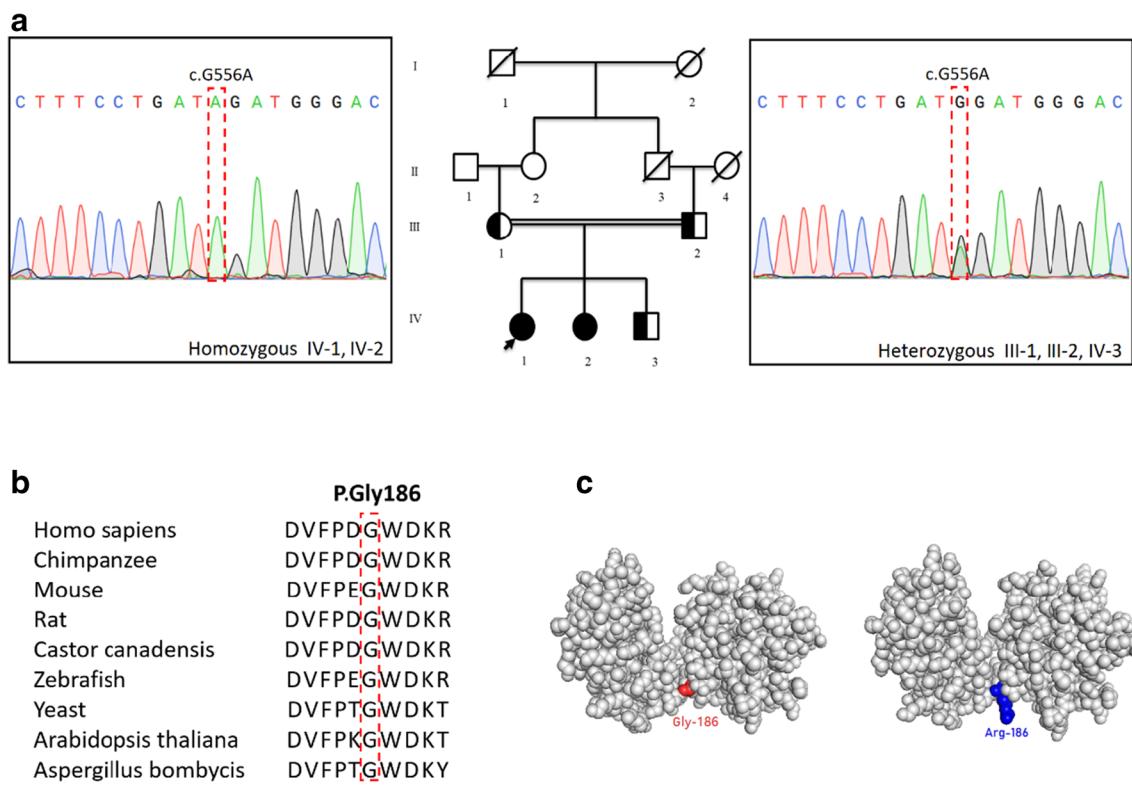 a
c.G556A
C T T T C C T G A T A G A T G G G A C
Homozygous IV-1, IV-2
I
1 2
II
1 2 3 4
III
1 2
IV
1 2 3
c.G556A
C T T T C C T G A T G G A T G G G A C
Heterozygous III-1, III-2, IV-3
b
P.Gly186
Homo sapiens DVFPDGWDKR
Chimpanzee DVFPDGWDKR
Mouse DVFPEGWDKR
Rat DVFPDGWDKR
Castor canadensis DVFPDGWDKR
Zebrafish DVFPEGWDKR
Yeast DVFPTGWDKT
Arabidopsis thaliana DVFPKGWDKT
Aspergillus bombycis DVFPTGWDKY
c
Gly-186
Arg-186